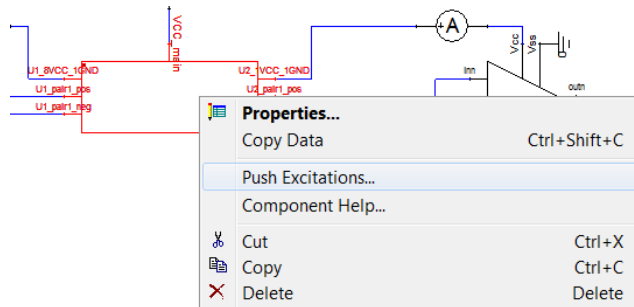 VCC_main
A
Vcc
Vss
U1_8VCC_1GND
U2_1VCC_1GND
Inn
U1_pair1_pos
U2_pair1_pos
outn
U1_pair1_neg
Properties...
Copy Data Ctrl+Shift+C
Push Excitations...
Component Help...
Cut Ctrl+X
Copy Ctrl+C
Delete Delete